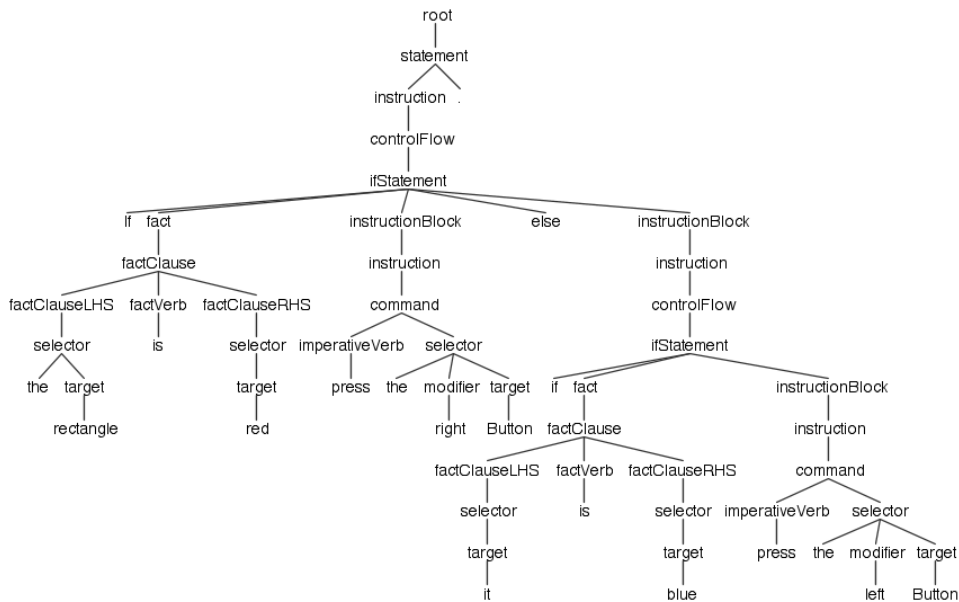 root
statement
instruction .
controlFlow
ifStatement
If fact instructionBlock else instructionBlock
factClause instruction instruction
factClauseLHS factVerb factClauseRHS command controlFlow
selector is selector imperativeVerb selector ifStatement
the target target press the modifier target if fact instructionBlock
rectangle red right Button factClause instruction
factClauseLHS factVerb factClauseRHS command
selector is selector imperativeVerb selector
target target press the modifier target
it blue left Button